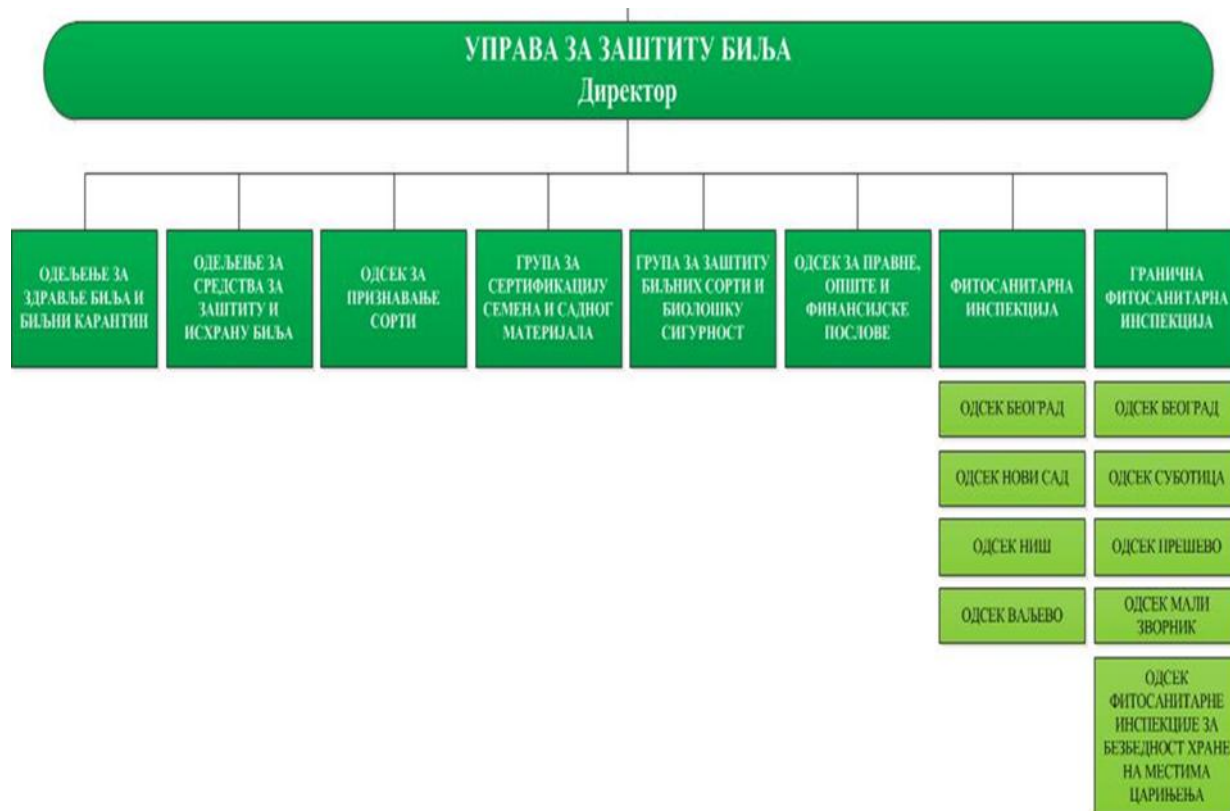 УПРАВА ЗА ЗАШТИТУ БИЉА
Директор
ОДЕЉЕЊЕ ЗА
ЗДРАВЉЕ БИЉА И
БИЉНИ КАРАНТИН
ОДЕЉЕЊЕ ЗА
СРЕДСТВА ЗА
ЗАШТИТУ И
ИСХРАНУ БИЉА
ОДСЕК ЗА
ПРИЗНАВАЊЕ
СОРТИ
ГРУПА ЗА
СЕРТИФИКАЦИЈУ
СЕМЕНА И САДНОГ
МАТЕРИЈАЛА
ГРУПА ЗА ЗАШТИТУ
БИЉНИХ СОРТИ И
БИОЛОШКУ
СИГУРНОСТ
ОДСЕК ЗА ПРАВНЕ,
ОПШТЕ И
ФИНАНСИЈСКЕ
ПОСЛОВЕ
ФИТОСАНИТАРНА
ИНСПЕКЦИЈА
ОДСЕК БЕОГРАД
ОДСЕК НОВИ САД
ОДСЕК НИШ
ОДСЕК ВАЉЕВО
ГРАНИЧНА
ФИТОСАНИТАРНА
ИНСПЕКЦИЈА
ОДСЕК БЕОГРАД
ОДСЕК СУБОТИЦА
ОДСЕК ПРЕШЕВО
ОДСЕК МАЛИ
ЗВОРНИК
ОДСЕК
ФИТОСАНИТАРНЕ
ИНСПЕКЦИЈЕ ЗА
БЕЗБЕДНОСТ ХРАНЕ
НА МЕСТИМА
ЦАРИЊЕЊА